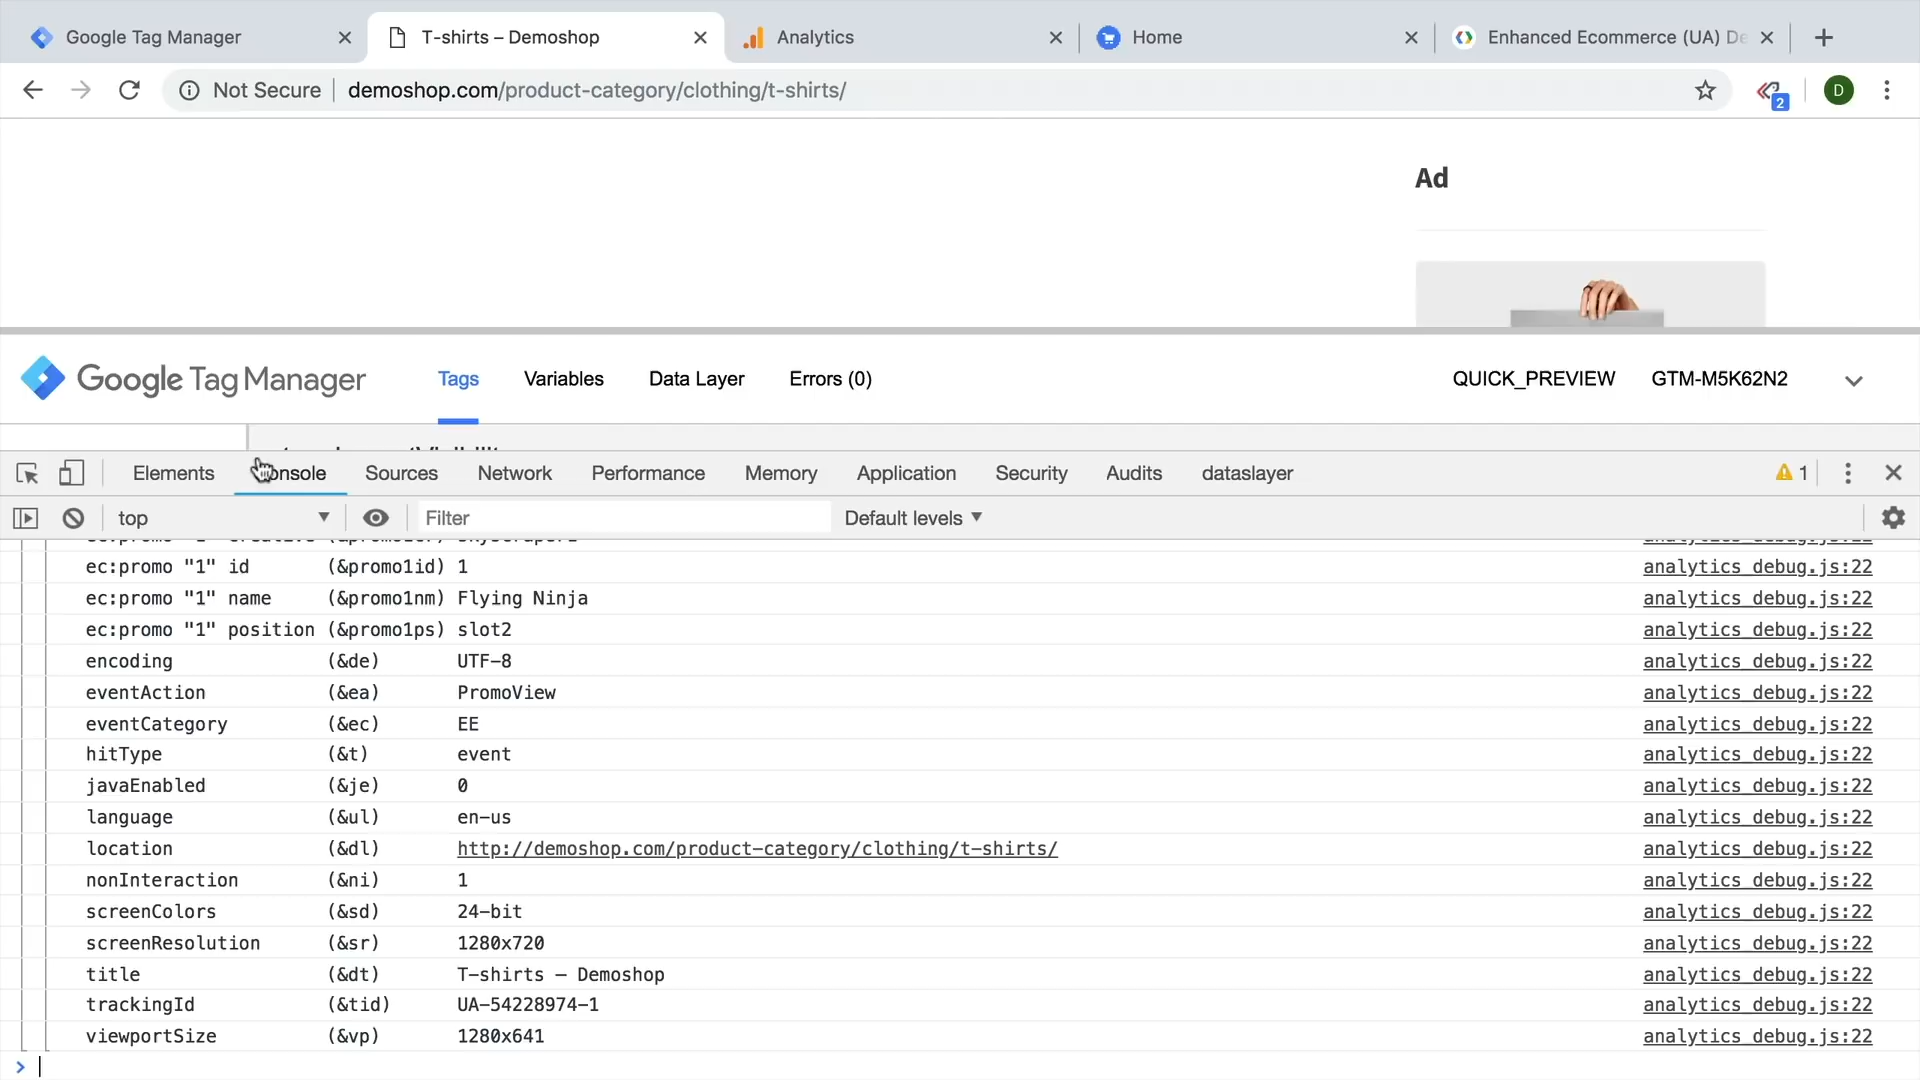 Google Tag Manager
T-shirts – Demoshop
Analytics
Home
Enhanced Ecommerce (UA) De
Not Secure
demoshop.com/product-category/clothing/t-shirts/
2
D
Ad
Google Tag Manager
Tags
Variables
Data Layer
Errors (0)
QUICK_PREVIEW
GTM-M5K62N2
Elements
Console
Sources
Network
Performance
Memory
Application
Security
Audits
dataslayer
1
top
Filter
Default levels
ec:promo "1" id (&promo1id) 1 analytics_debug.js:22
ec:promo "1" name (&promo1nm) Flying Ninja analytics_debug.js:22
ec:promo "1" position (&promo1ps) slot2 analytics_debug.js:22
encoding (&de) UTF-8 analytics_debug.js:22
eventAction (&ea) PromoView analytics_debug.js:22
eventCategory (&ec) EE analytics_debug.js:22
hitType (&t) event analytics_debug.js:22
javaEnabled (&je) 0 analytics_debug.js:22
language (&ul) en-us analytics_debug.js:22
location (&dl) http://demoshop.com/product-category/clothing/t-shirts/ analytics_debug.js:22
nonInteraction (&ni) 1 analytics_debug.js:22
screenColors (&sd) 24-bit analytics_debug.js:22
screenResolution (&sr) 1280x720 analytics_debug.js:22
title (&dt) T-shirts – Demoshop analytics_debug.js:22
trackingId (&tid) UA-54228974-1 analytics_debug.js:22
viewportSize (&vp) 1280x641 analytics_debug.js:22